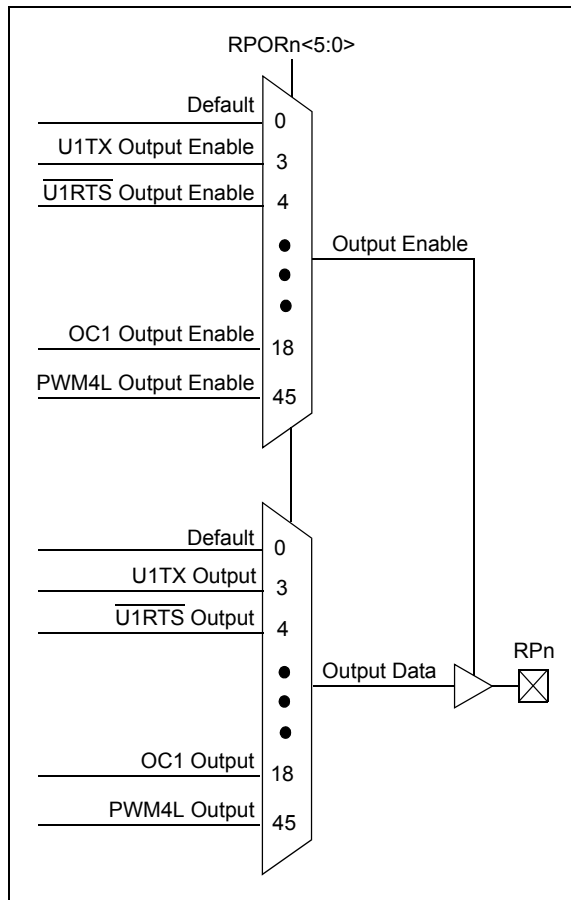 RPORn<5:0>
Default
0
U1TX Output Enable
3
U1RTS Output Enable
4
Output Enable
OC1 Output Enable
18
PWM4L Output Enable
45
Default
0
U1TX Output
3
U1RTS Output
4
RPn
Output Data
OC1 Output
18
PWM4L Output
45